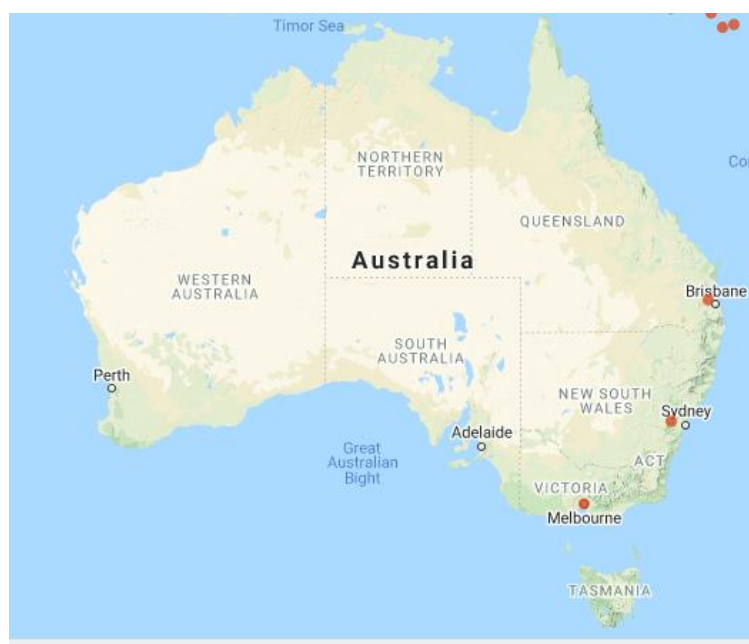 Timor Sea
NORTHERN
TERRITORY
QUEENSLAND
Australia
WESTERN
AUSTRALIA
Brisbane
SOUTH
AUSTRALIA
Perth
NEW SOUTH
WALES
Sydney
Adelaide
Great
Australian
Bight
ACT
VICTORIA
Melbourne
TASMANIA